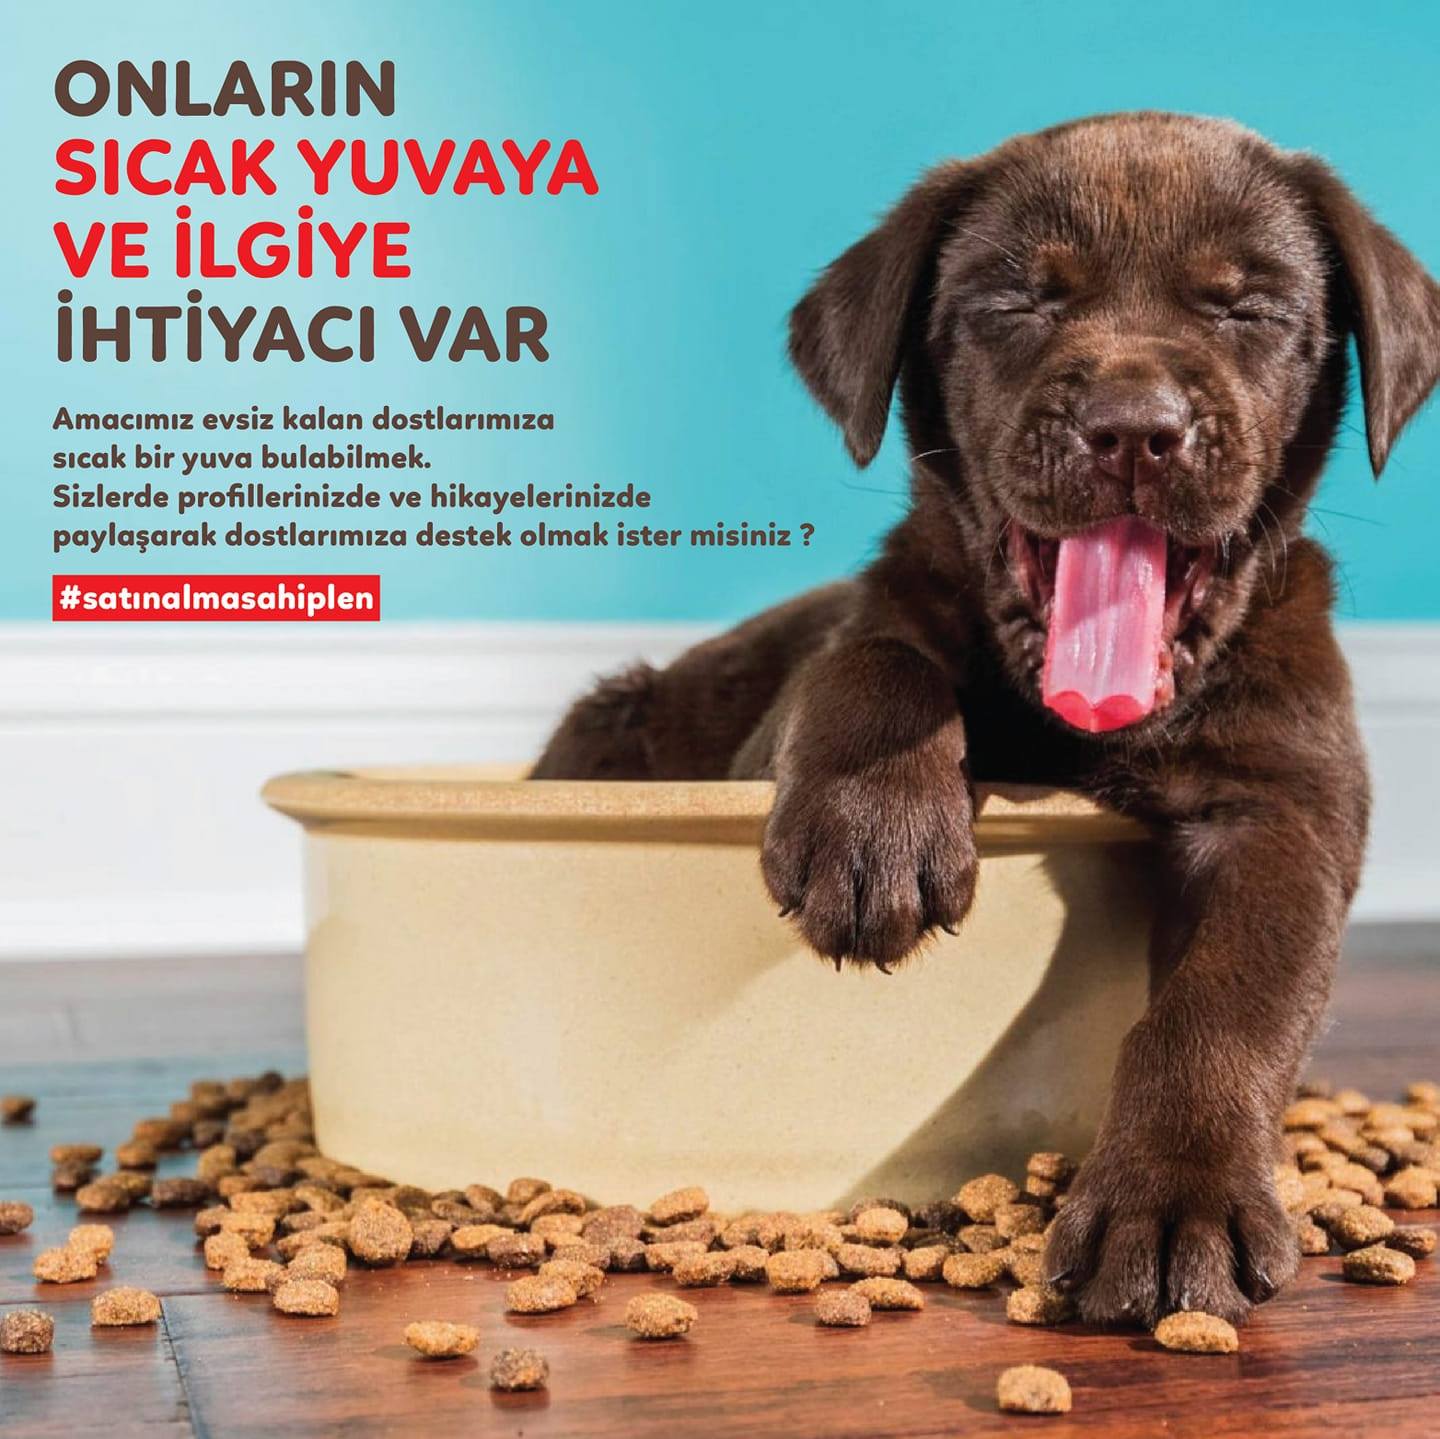 ONLARIN
SICAK YUVAYA
VE İLGİYE
İHTİYACI VAR
Amacımız evsiz kalan dostlarımıza
sıcak bir yuva bulabilmek.
Sizlerde profillerinizde ve hikayelerinizde
paylaşarak dostlarımıza destek olmak ister misiniz ?
#satınalmasahiplen